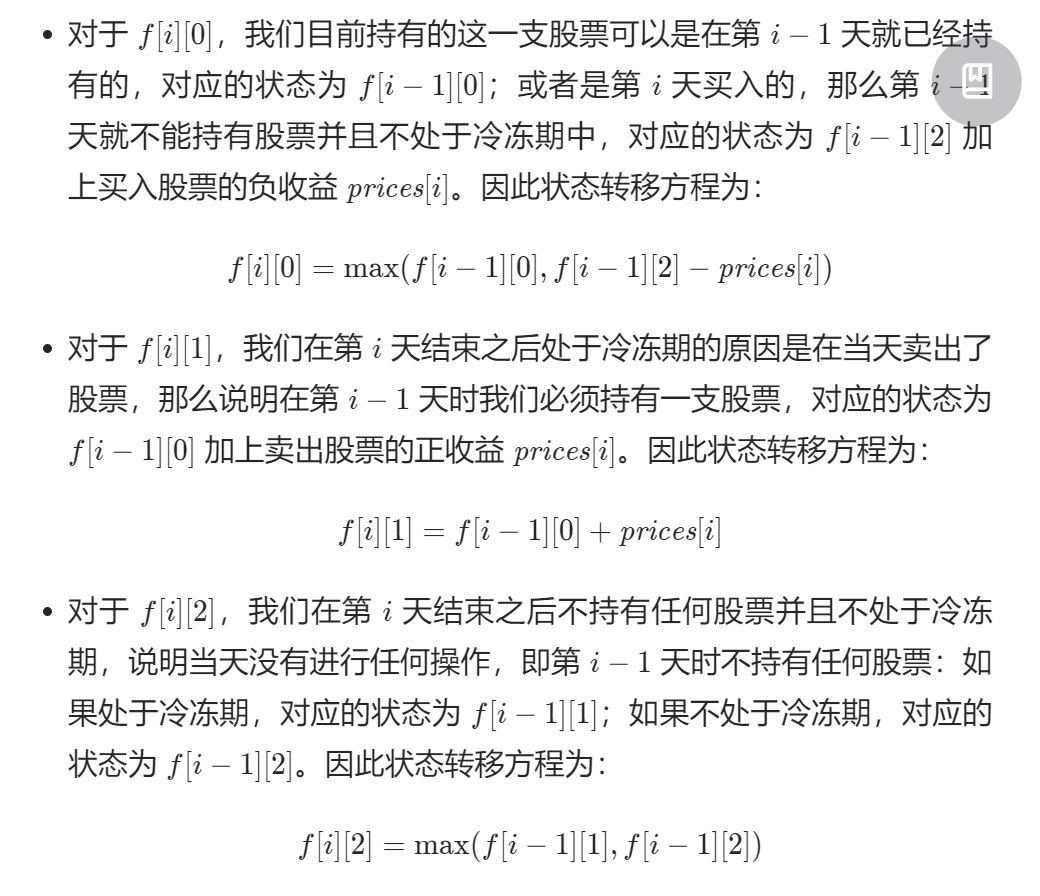 • 对于 f[i][0]，我们目前持有的这一支股票可以是在第 i − 1 天就已经持
有的，对应的状态为 f[i − 1][0]；或者是第 i 天买入的，那么第 i − 1
天就不能持有股票并且不处于冷冻期中，对应的状态为 f[i − 1][2] 加
上买入股票的负收益 prices[i]。因此状态转移方程为：
f[i][0] = max(f[i − 1][0], f[i − 1][2] − prices[i])
• 对于 f[i][1]，我们在第 i 天结束之后处于冷冻期的原因是在当天卖出了
股票，那么说明在第 i − 1 天时我们必须持有一支股票，对应的状态为
f[i − 1][0] 加上卖出股票的正收益 prices[i]。因此状态转移方程为：
f[i][1] = f[i − 1][0] + prices[i]
• 对于 f[i][2]，我们在第 i 天结束之后不持有任何股票并且不处于冷冻
期，说明当天没有进行任何操作，即第 i − 1 天时不持有任何股票：如
果处于冷冻期，对应的状态为 f[i − 1][1]；如果不处于冷冻期，对应的
状态为 f[i − 1][2]。因此状态转移方程为：
f[i][2] = max(f[i − 1][1], f[i − 1][2])